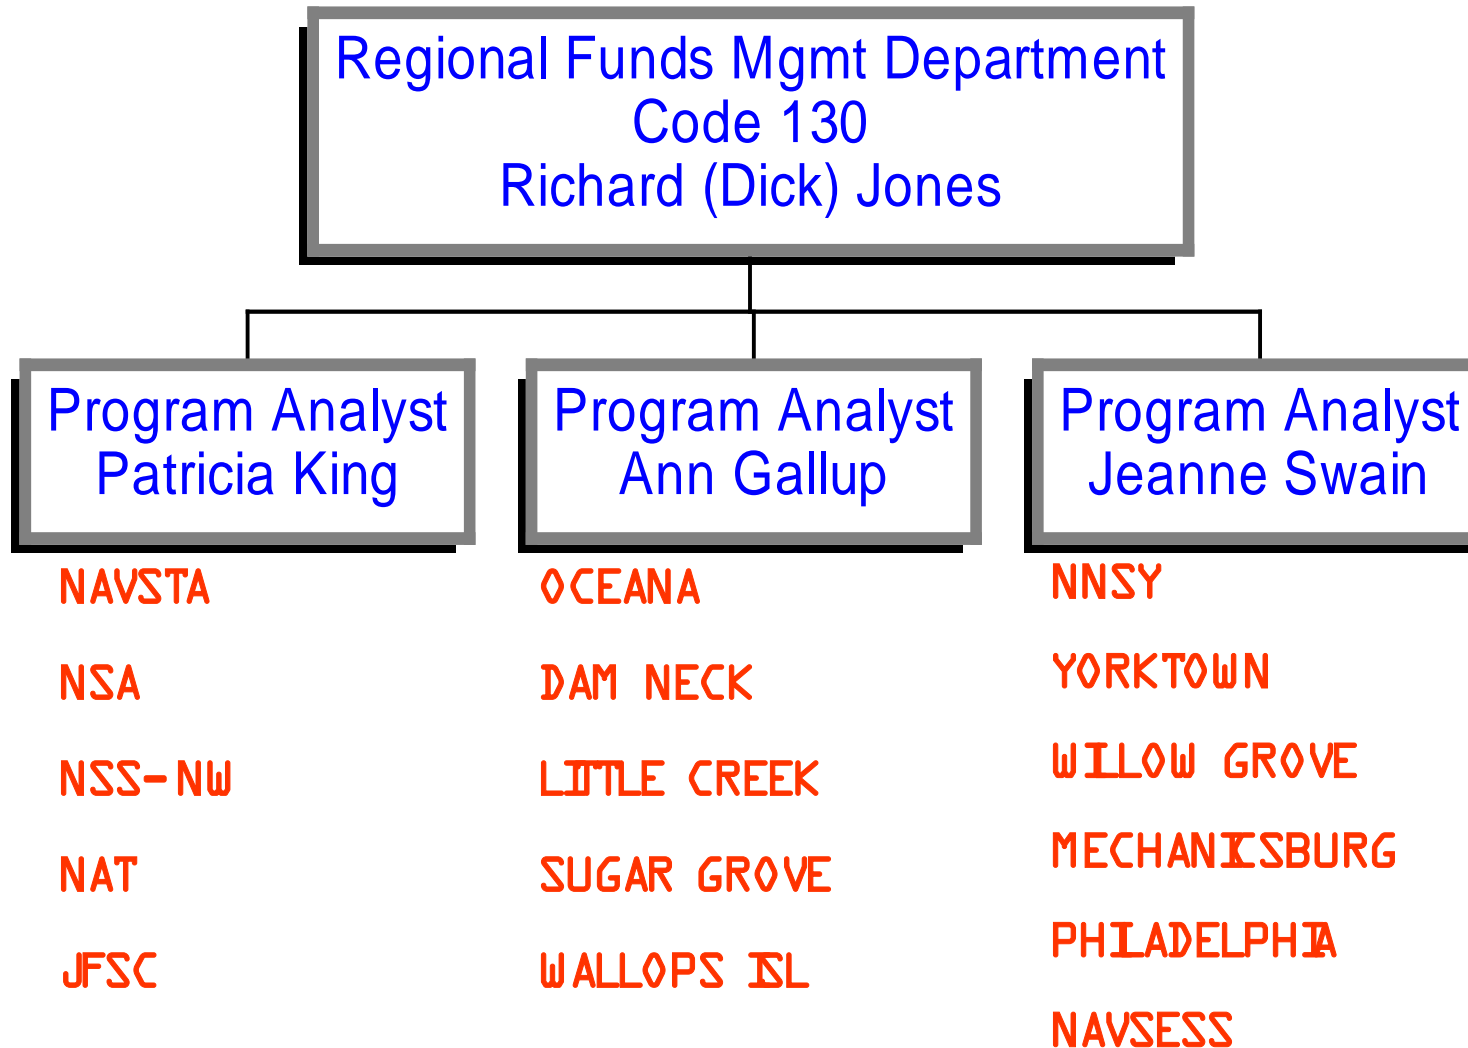 Regional Funds Mgmt Department
Code 130
Richard (Dick) Jones
Program Analyst
Patricia King
NAVSTA
NSA
NSS-NW
NAT
JFSC
Program Analyst
Ann Gallup
OCEANA
DAM NECK
LITTLE CREEK
SUGAR GROVE
WALLOPS ISL
Program Analyst
Jeanne Swain
NNSY
YORKTOWN
WILLOW GROVE
MECHANICSBURG
PHILADELPHIA
NAVSESS